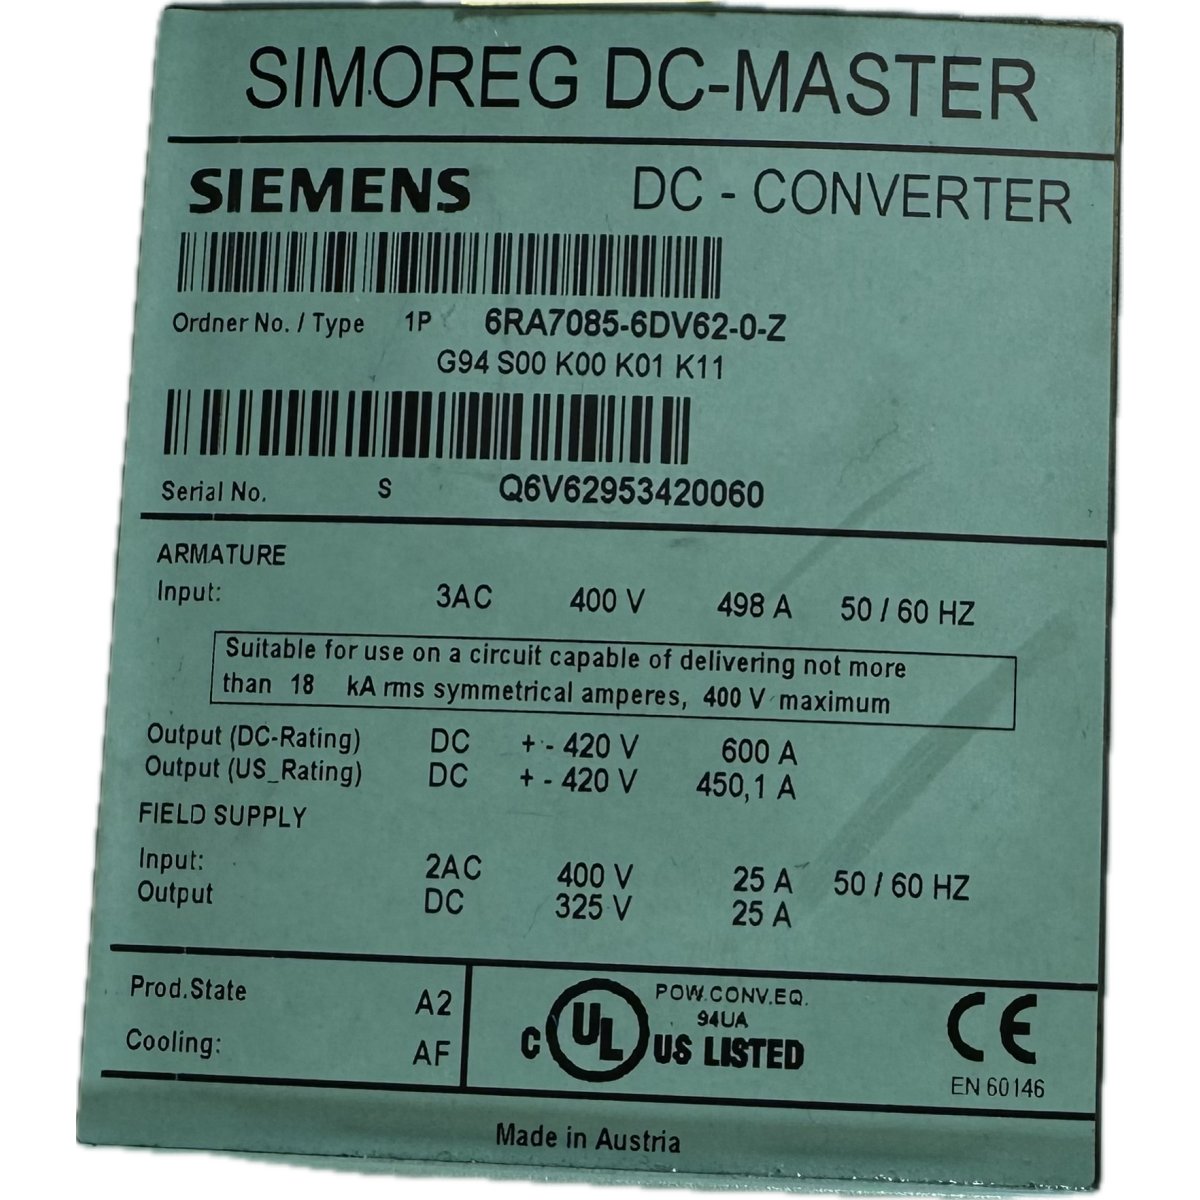 SIMOREG DC-MASTER
SIEMENS DC - CONVERTER
Ordner No. / Type 1P 6RA7085-6DV62-0-Z
G94 S00 K00 K01 K11
Serial No. S Q6V62953420060
ARMATURE
Input: 3AC 400 V 498 A 50 / 60 HZ
Suitable for use on a circuit capable of delivering not more
than 18 kA rms symmetrical amperes, 400 V maximum
Output (DC-Rating) DC + - 420 V 600 A
Output (US_Rating) DC + - 420 V 450,1 A
FIELD SUPPLY
Input: 2AC 400 V 25 A 50 / 60 HZ
Output DC 325 V 25 A
Prod.State A2
Cooling: AF
C UL US LISTED
POW.CONV.EQ.
94UA
CE
EN 60146
Made in Austria